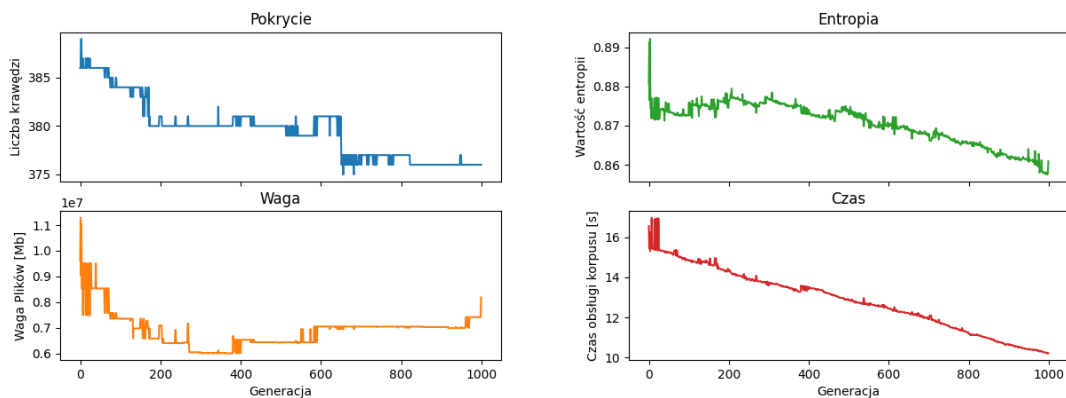 Pokrycie
Liczba krawędzi
385
380
375
Entropia
Wartość entropii
0.89
0.88
0.87
0.86
Waga
1e7
Waga Plików [Mb]
1.1
1.0
0.9
0.8
0.7
0.6
0 200 400 600 800 1000
Generacja
Czas
Czas obsługi korpusu [s]
16
14
12
10
0 200 400 600 800 1000
Generacja